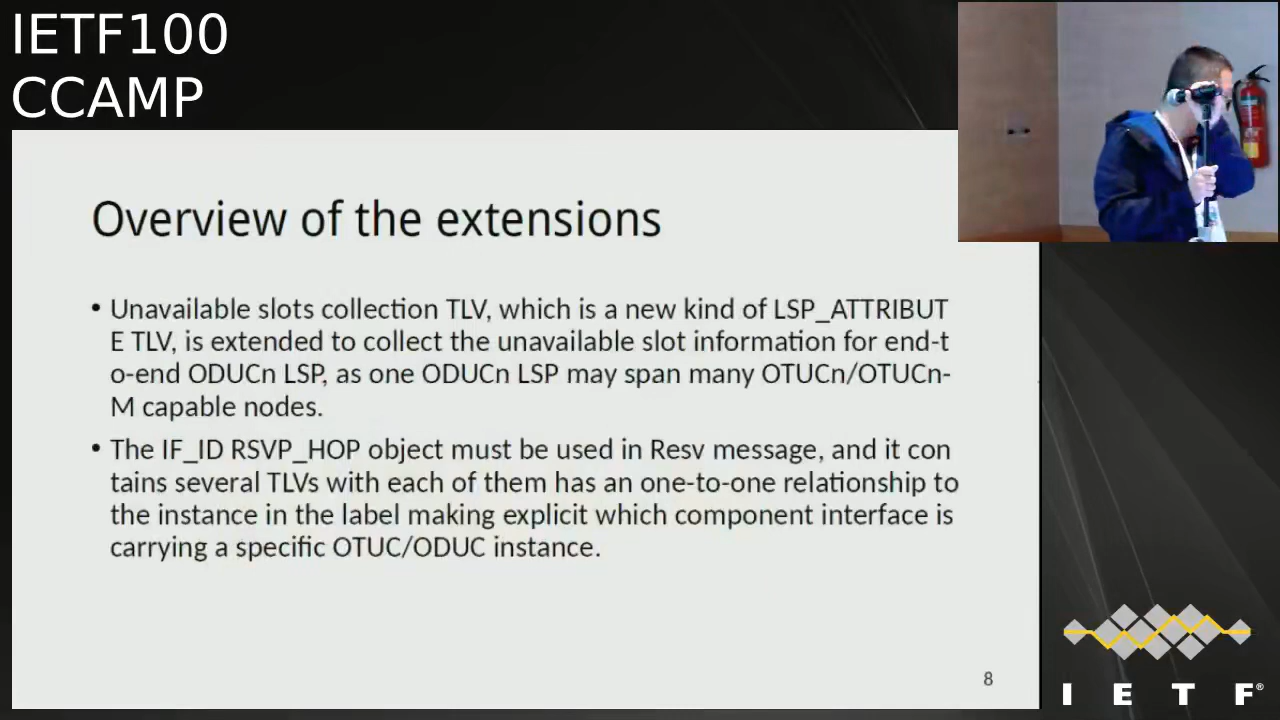 IETF100
CCAMP
Overview of the extensions
• Unavailable slots collection TLV, which is a new kind of LSP_ATTRIBUT
E TLV, is extended to collect the unavailable slot information for end-t
o-end ODUCn LSP, as one ODUCn LSP may span many OTUCn/OTUCn-
M capable nodes.
• The IF_ID RSVP_HOP object must be used in Resv message, and it con
tains several TLVs with each of them has an one-to-one relationship to
the instance in the label making explicit which component interface is
carrying a specific OTUC/ODUC instance.
8
I E T F®